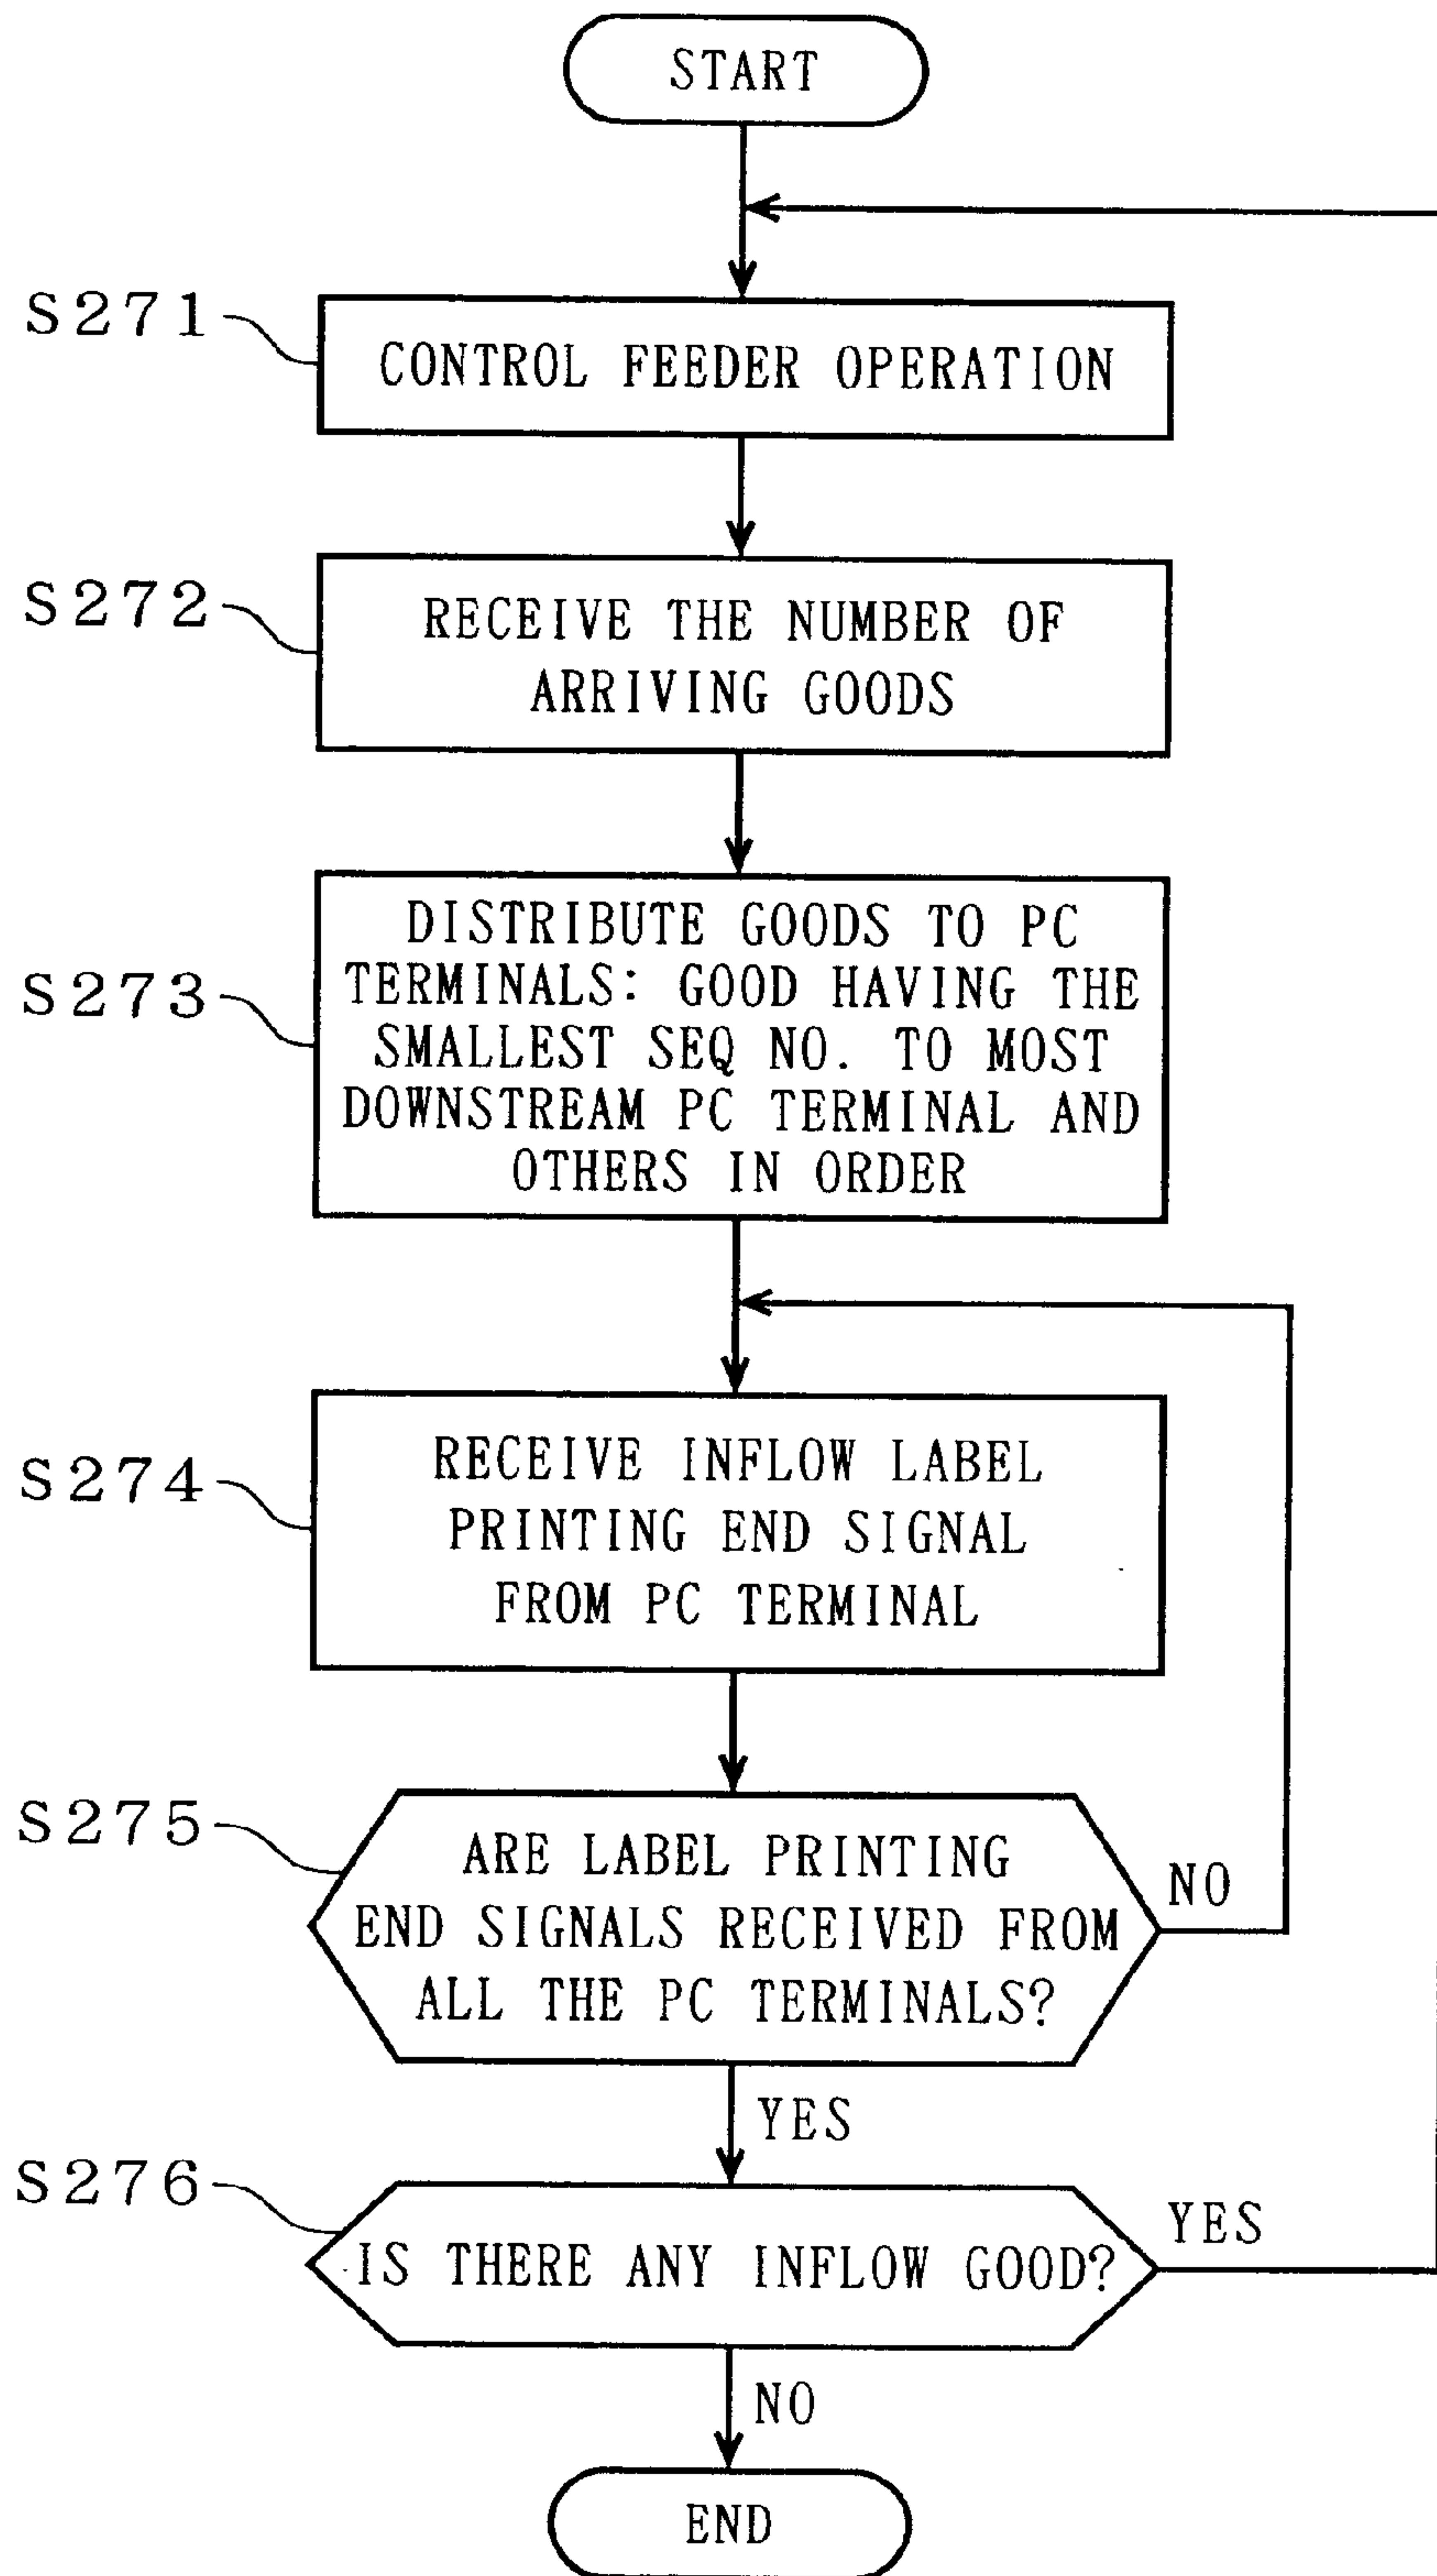 START
S271
CONTROL FEEDER OPERATION
S272
RECEIVE THE NUMBER OF
ARRIVING GOODS
S273
DISTRIBUTE GOODS TO PC
TERMINALS: GOOD HAVING THE
SMALLEST SEQ NO. TO MOST
DOWNSTREAM PC TERMINAL AND
OTHERS IN ORDER
S274
RECEIVE INFLOW LABEL
PRINTING END SIGNAL
FROM PC TERMINAL
S275
ARE LABEL PRINTING
END SIGNALS RECEIVED FROM
ALL THE PC TERMINALS?
NO
YES
S276
IS THERE ANY INFLOW GOOD?
YES
NO
END